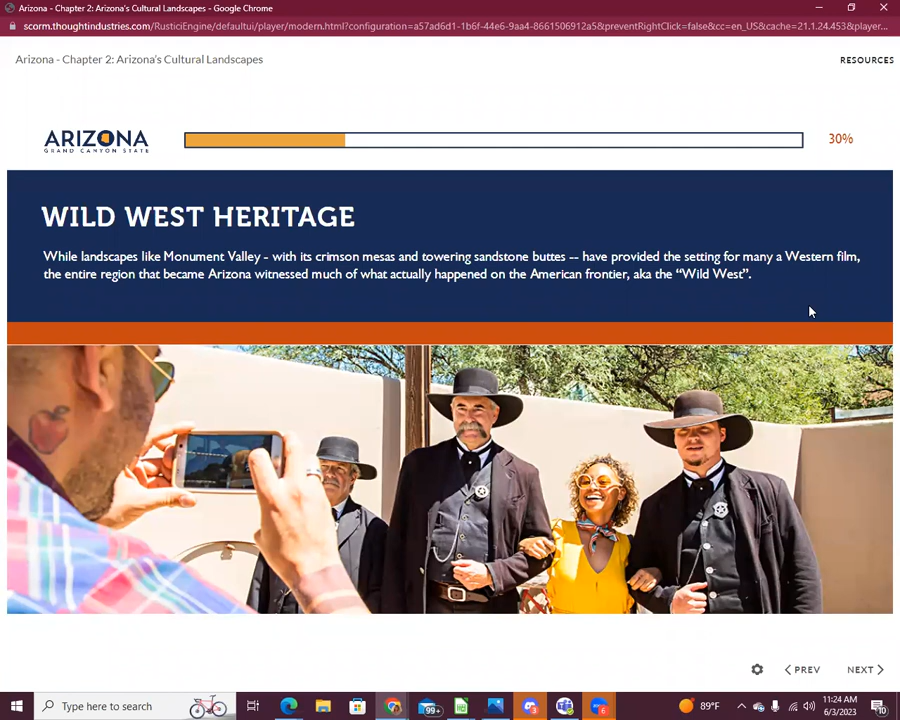 Arizona - Chapter 2: Arizona's Cultural Landscapes - Google Chrome
scorm.thoughtindustries.com/RusticiEngine/defaultui/player/modern.html?configuration=a57ad6d1-1b6f-44e6-9aa4-8661506912a5&preventRightClick=false&cc=en_US&cache=21.1.24.453&player...
Arizona - Chapter 2: Arizona's Cultural Landscapes
RESOURCES
ARIZONA
GRAND CANYON STATE
30%
WILD WEST HERITAGE
While landscapes like Monument Valley - with its crimson mesas and towering sandstone buttes -- have provided the setting for many a Western film,
the entire region that became Arizona witnessed much of what actually happened on the American frontier, aka the “Wild West”.
PREV
NEXT
Type here to search
99+
3
6
89°F
11:24 AM
6/3/2023
10